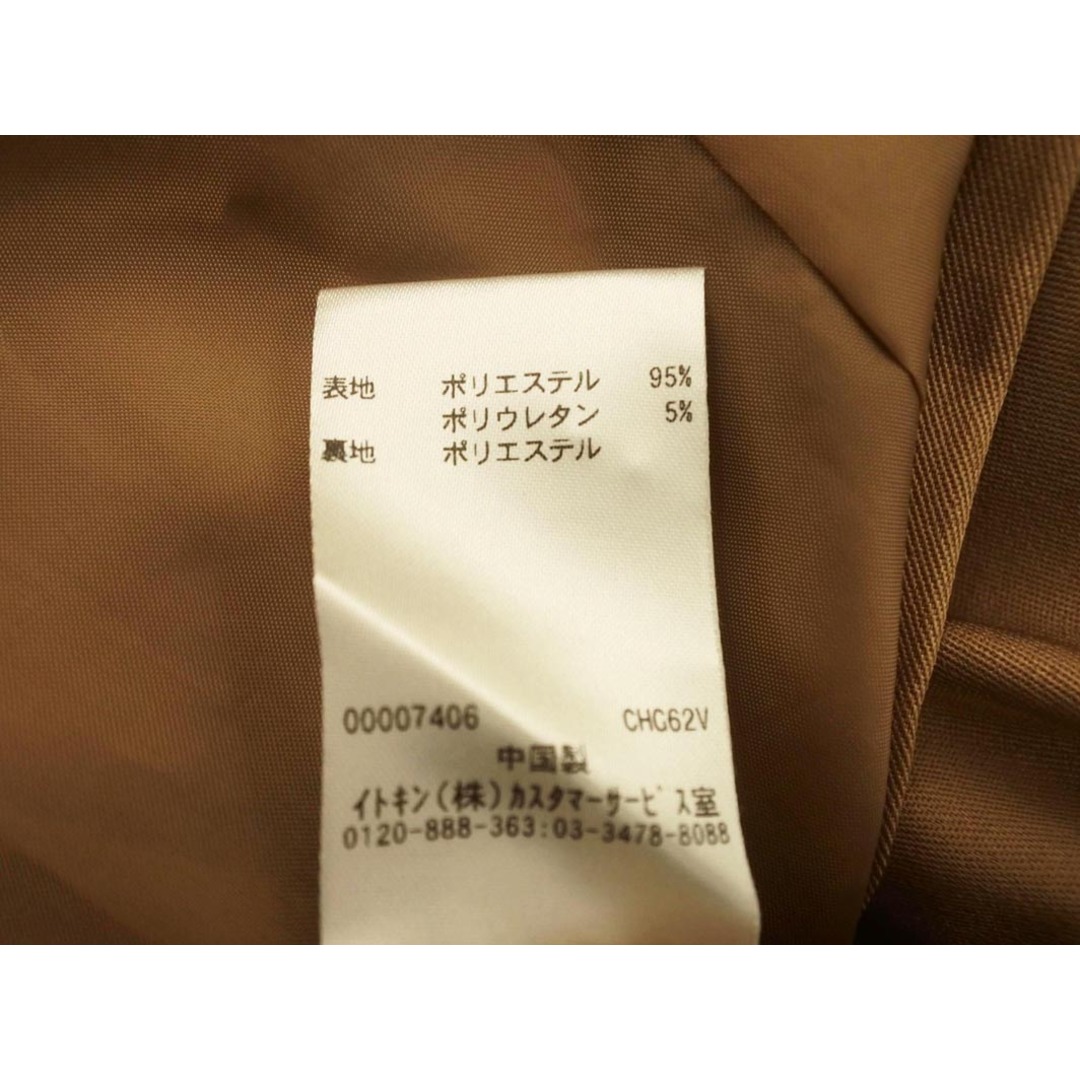 表地 ポリエステル 95%
ポリウレタン 5%
裏地 ポリエステル
00007406 CHG62V
中国製
イトキン(株)カスタマーサービス室
0120-888-363:03-3478-8088